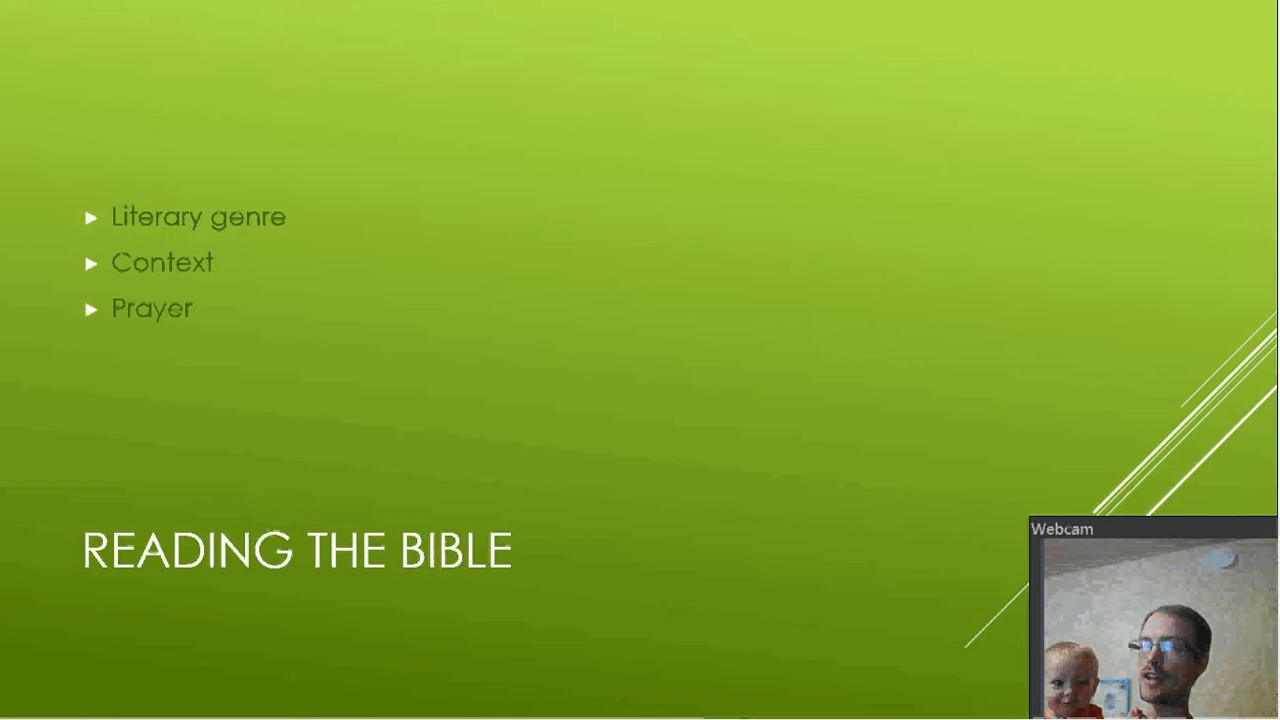 Literary genre
Context
Prayer
READING THE BIBLE
Webcam